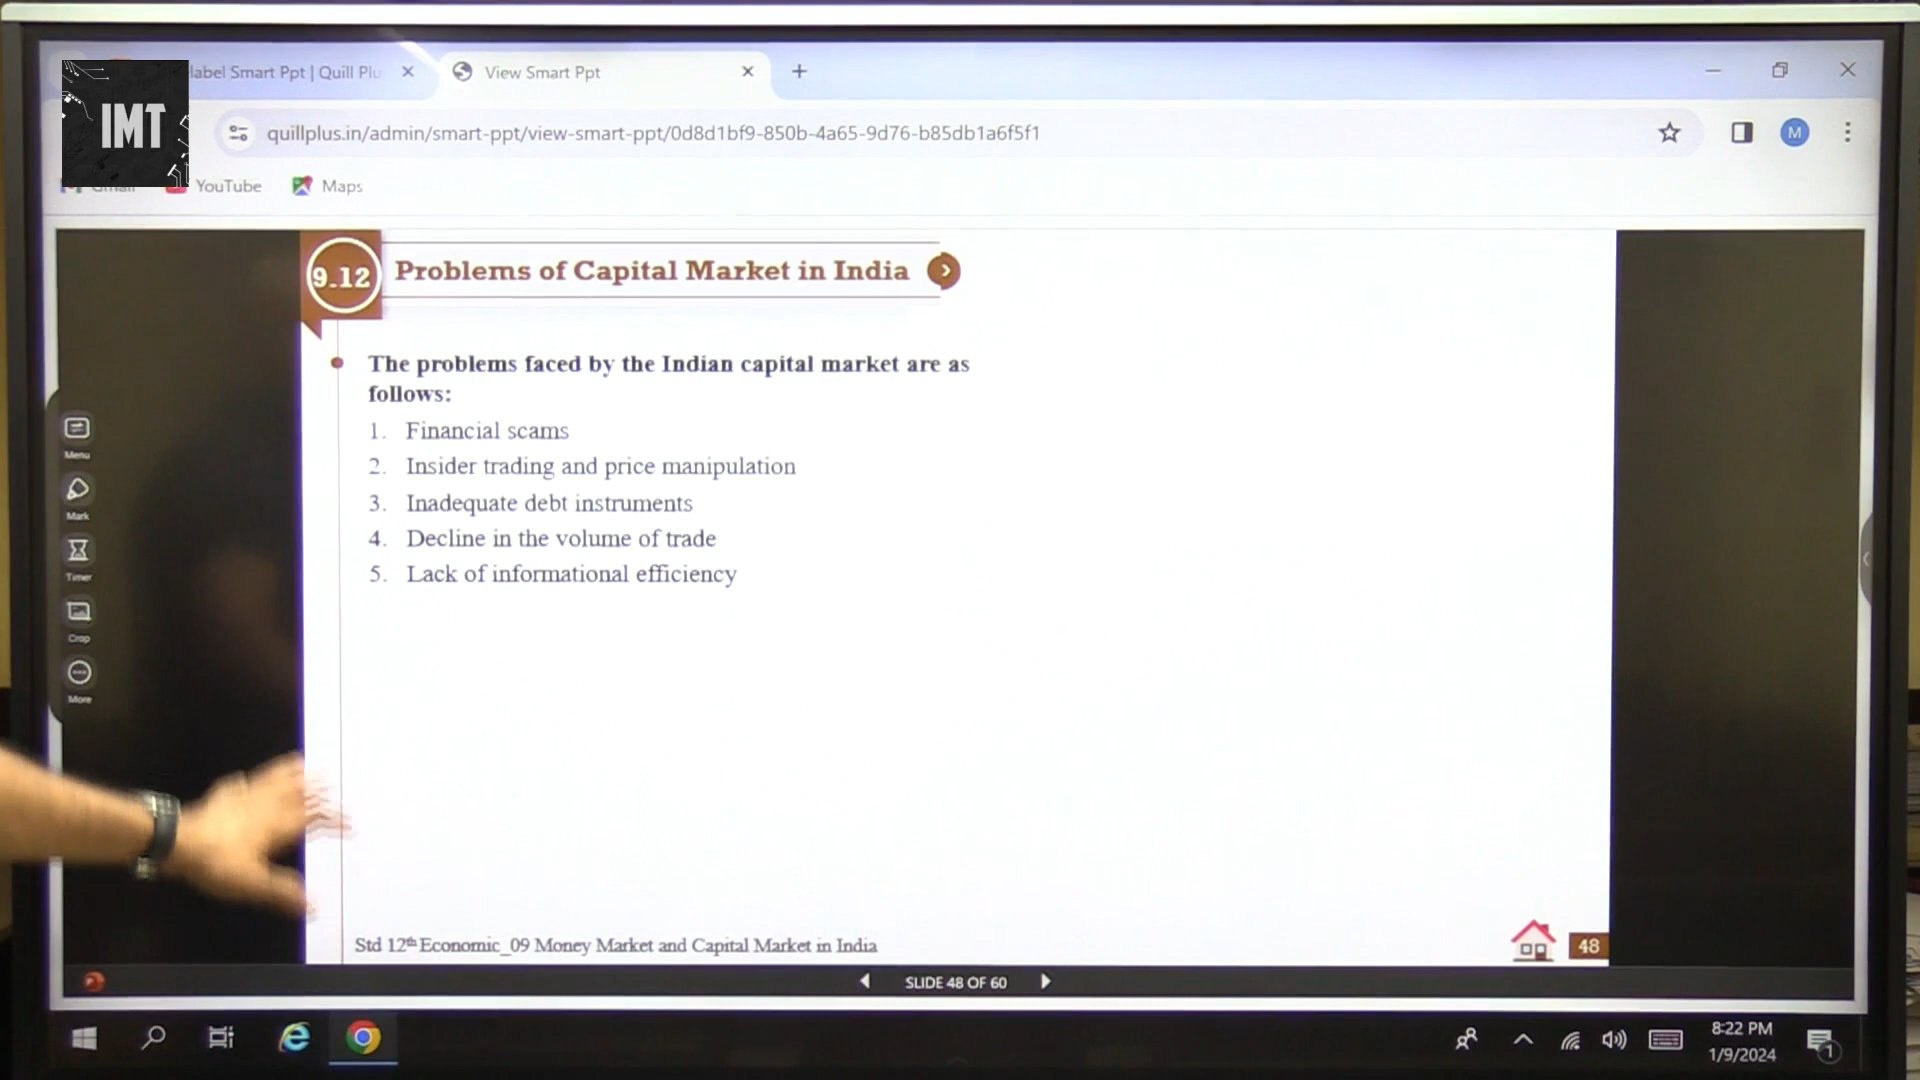 label Smart Ppt | Quill Plu
View Smart Ppt
IMT
quillplus.in/admin/smart-ppt/view-smart-ppt/0d8d1bf9-850b-4a65-9d76-b85db1a6f5f1
M
Gmail
YouTube
Maps
9.12
Problems of Capital Market in India
The problems faced by the Indian capital market are as
follows:
1. Financial scams
2. Insider trading and price manipulation
3. Inadequate debt instruments
4. Decline in the volume of trade
5. Lack of informational efficiency
Menu
Mark
Timer
Crop
More
Std 12th Economic_09 Money Market and Capital Market in India
48
SLIDE 48 OF 60
8:22 PM
1/9/2024
1